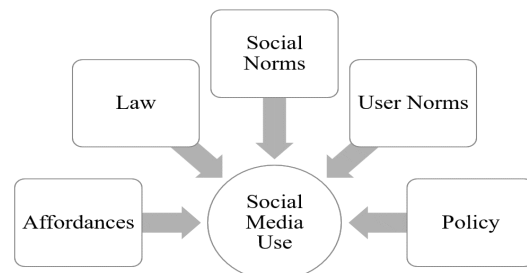 Social
Norms
Law
User Norms
Affordances
Social
Media
Use
Policy